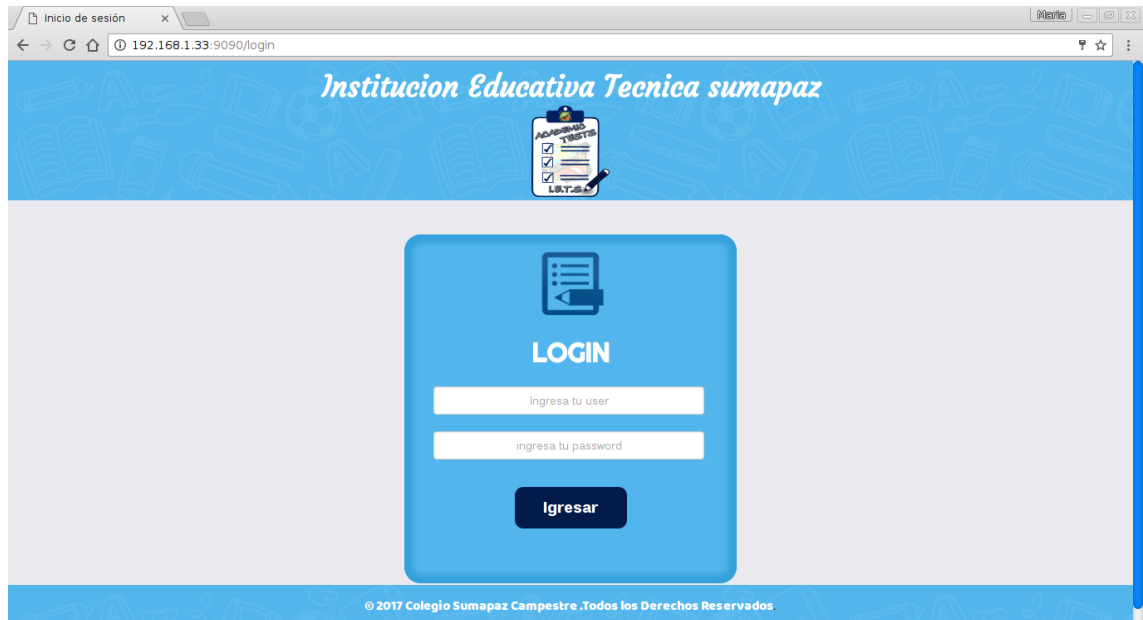 Inicio de sesión
Maria
192.168.1.33:9090/login
Institucion Educativa Tecnica sumapaz
ACADEMIC
TESTS
I.E.T.S
LOGIN
Ingresa tu user
ingresa tu password
Igresar
© 2017 Colegio Sumapaz Campestre .Todos los Derechos Reservados.